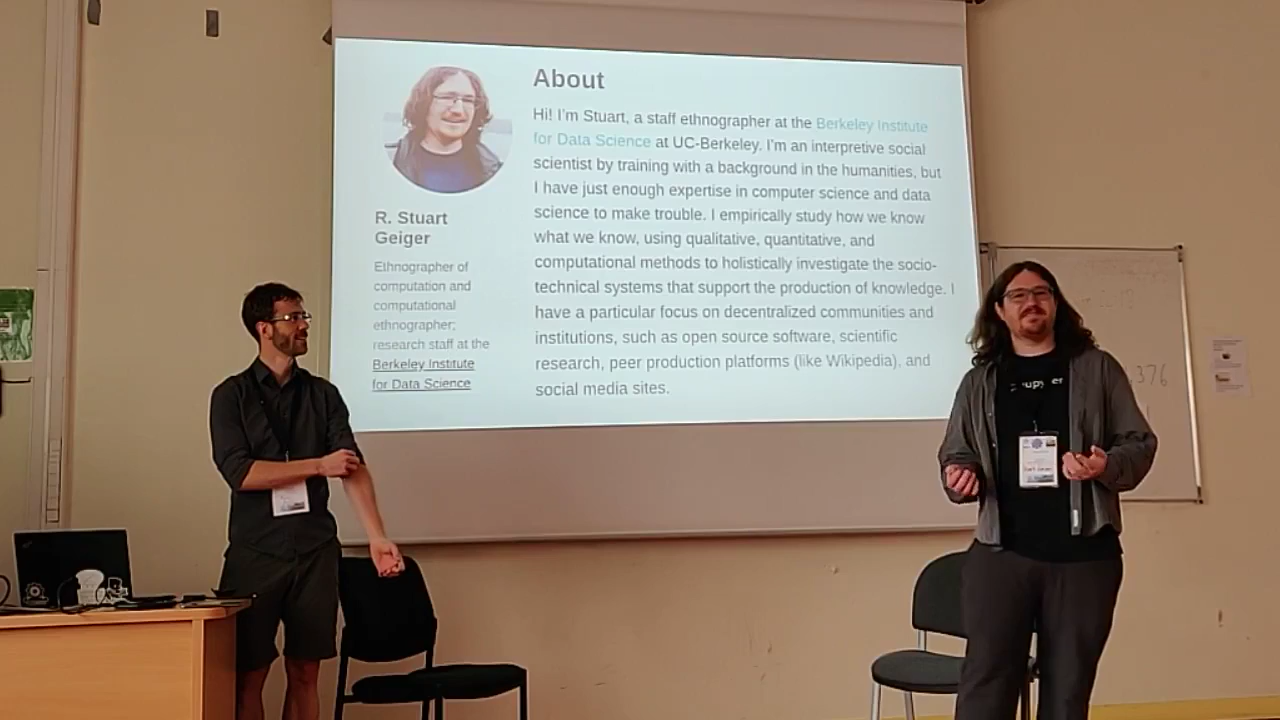 About
Hi! I'm Stuart, a staff ethnographer at the Berkeley Institute
for Data Science at UC-Berkeley. I'm an interpretive social
scientist by training with a background in the humanities, but
I have just enough expertise in computer science and data
science to make trouble. I empirically study how we know
what we know, using qualitative, quantitative, and
computational methods to holistically investigate the socio-
technical systems that support the production of knowledge. I
have a particular focus on decentralized communities and
institutions, such as open source software, scientific
research, peer production platforms (like Wikipedia), and
social media sites.
R. Stuart
Geiger
Ethnographer of
computation and
computational
ethnographer;
research staff at the
Berkeley Institute
for Data Science
376